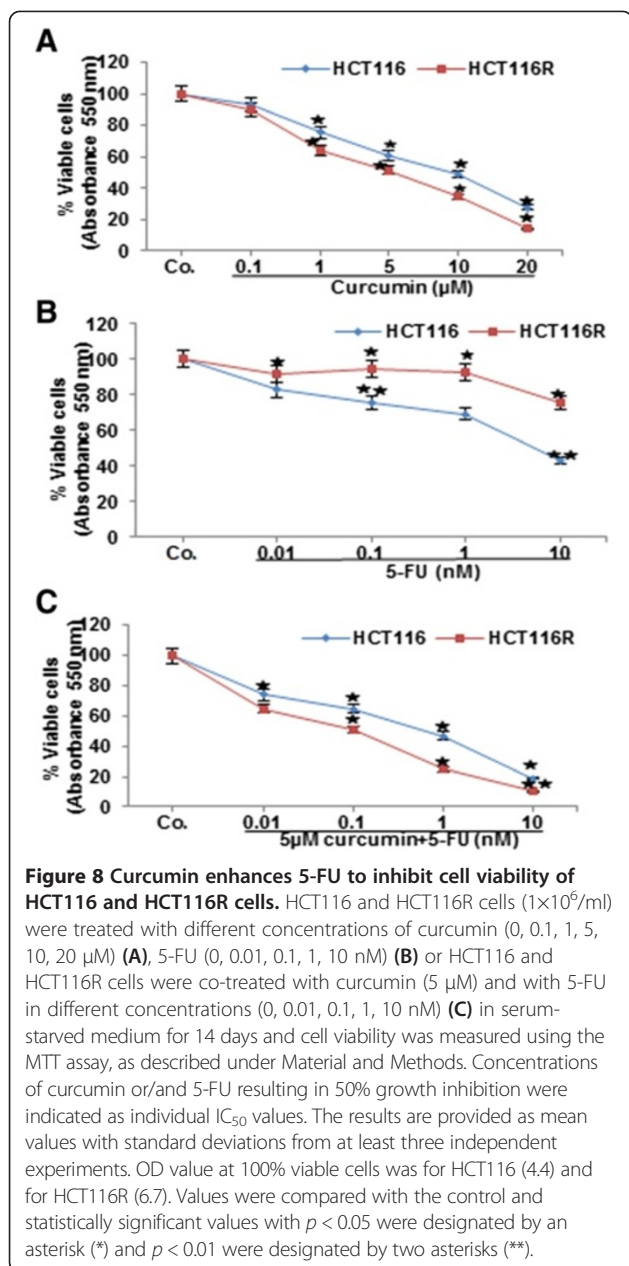 A
HCT116 HCT116R
120
100
80
60
40
20
0
% Viable cells
(Absorbance 550 nm)
Co. 0.1 1 5 10 20
Curcumin (µM)
B
HCT116 HCT116R
120
100
80
60
40
20
0
% Viable cells
(Absorbance 550 nm)
Co. 0.01 0.1 1 10
5-FU (nM)
C
HCT116 HCT116R
120
100
80
60
40
20
0
% Viable cells
(Absorbance 550nm)
Co. 0.01 0.1 1 10
5µM curcumin+5-FU (nM)
Figure 8 Curcumin enhances 5-FU to inhibit cell viability of
HCT116 and HCT116R cells. HCT116 and HCT116R cells (1×10⁶/ml)
were treated with different concentrations of curcumin (0, 0.1, 1, 5,
10, 20 µM) (A), 5-FU (0, 0.01, 0.1, 1, 10 nM) (B) or HCT116 and
HCT116R cells were co-treated with curcumin (5 µM) and with 5-FU
in different concentrations (0, 0.01, 0.1, 1, 10 nM) (C) in serum-
starved medium for 14 days and cell viability was measured using the
MTT assay, as described under Material and Methods. Concentrations
of curcumin or/and 5-FU resulting in 50% growth inhibition were
indicated as individual IC₅₀ values. The results are provided as mean
values with standard deviations from at least three independent
experiments. OD value at 100% viable cells was for HCT116 (4.4) and
for HCT116R (6.7). Values were compared with the control and
statistically significant values with p < 0.05 were designated by an
asterisk (*) and p < 0.01 were designated by two asterisks (**).